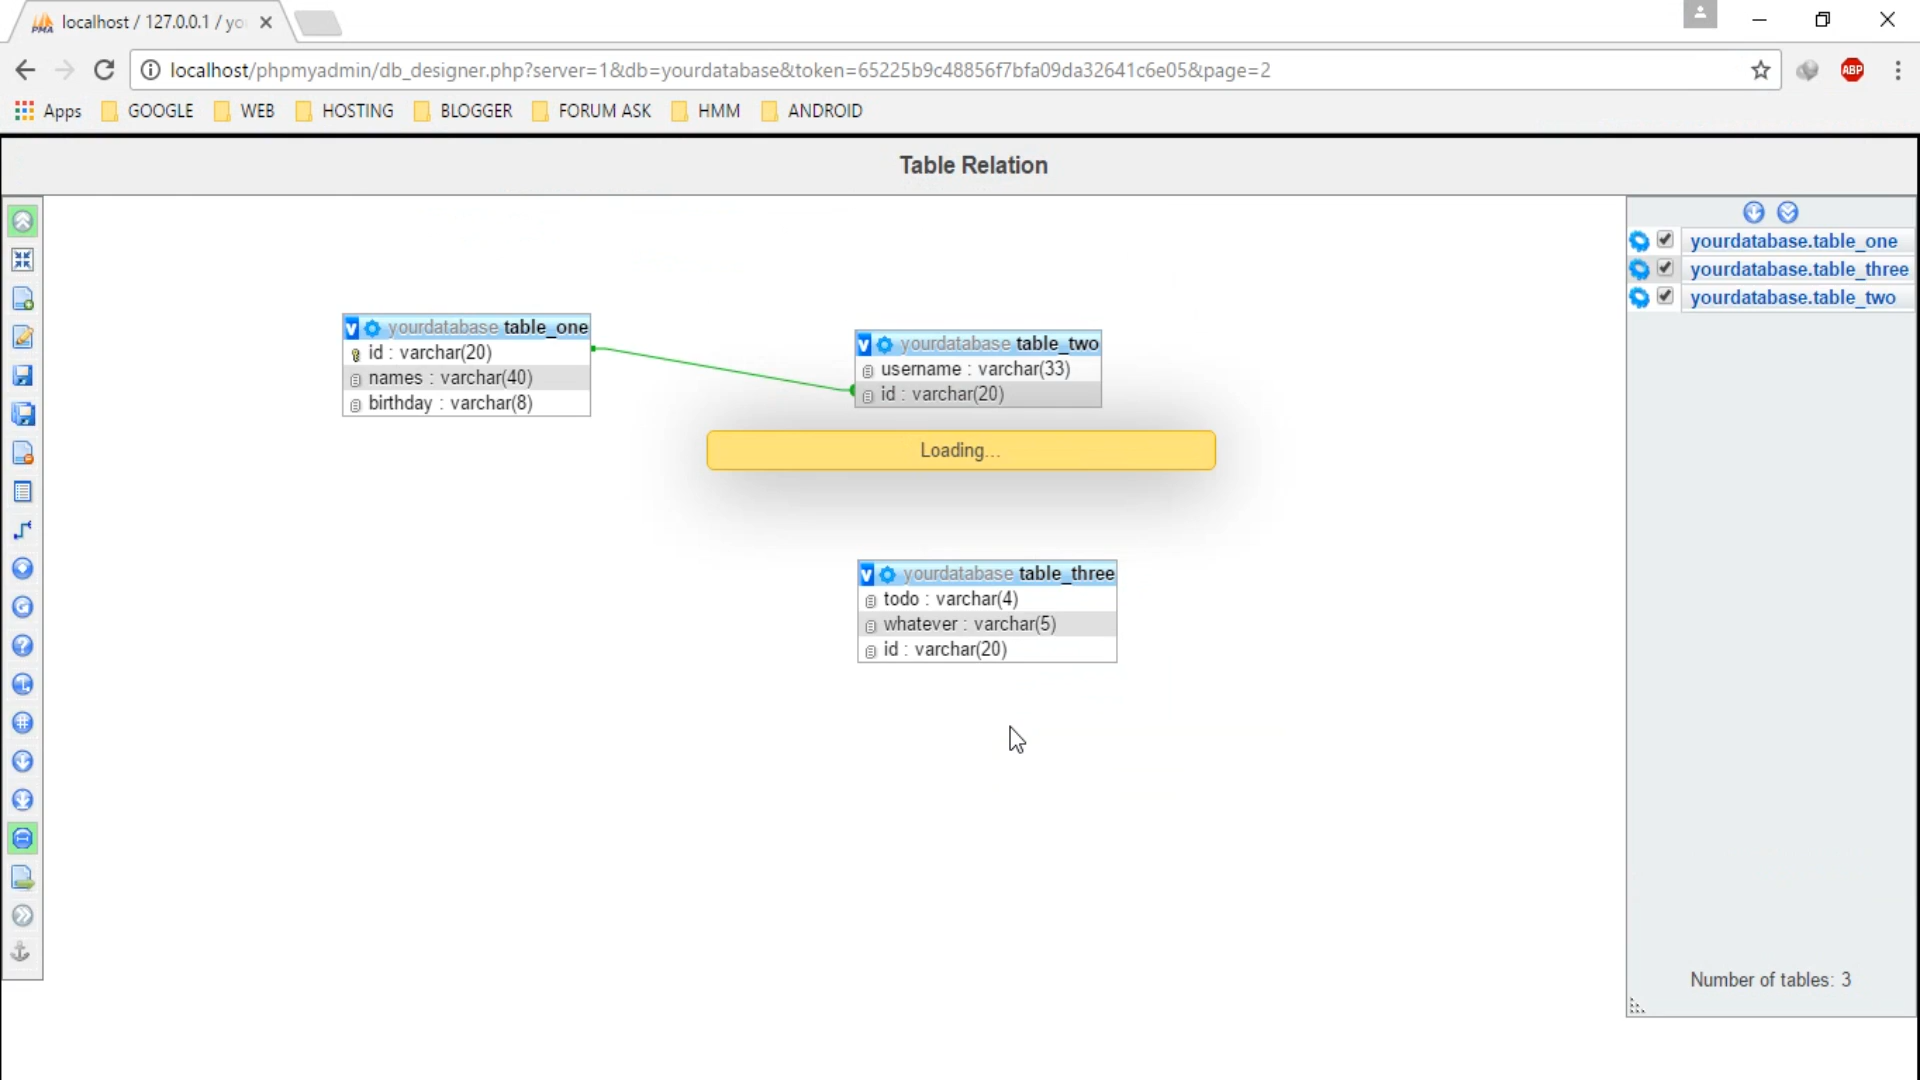 PMA localhost / 127.0.0.1 / yo
localhost/phpmyadmin/db_designer.php?server=1&db=yourdatabase&token=65225b9c48856f7bfa09da32641c6e05&page=2
ABP
Apps GOOGLE WEB HOSTING BLOGGER FORUM ASK HMM ANDROID
Table Relation
yourdatabase.table_one
yourdatabase.table_three
yourdatabase.table_two
v yourdatabase table_one
id : varchar(20)
names : varchar(40)
birthday : varchar(8)
v yourdatabase table_two
username : varchar(33)
id : varchar(20)
Loading...
v yourdatabase table_three
todo : varchar(4)
whatever : varchar(5)
id : varchar(20)
Number of tables: 3